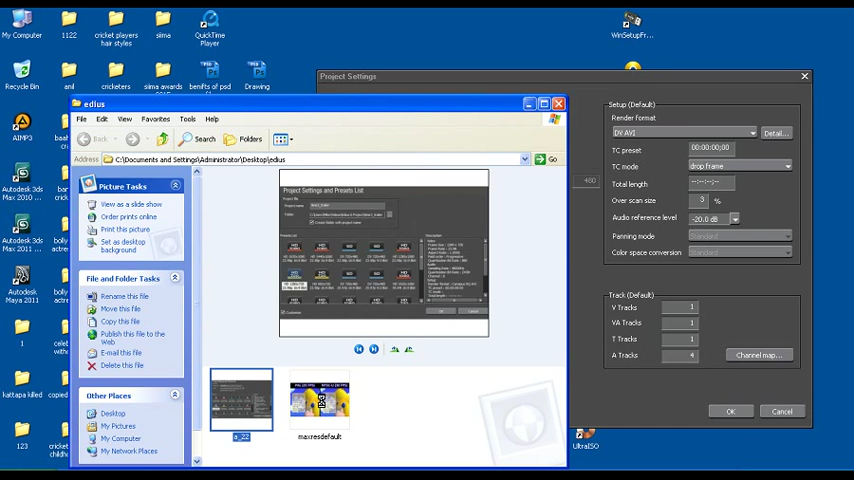 My Computer
1122
cricket players
hair styles
siima
QuickTime
Player
WinSetupFr...
Recycle Bin
anil
cricketers
siima awards
benifts of psd
Drawing
AIMP3
Autodesk
3ds Max 2010 ...
Autodesk
3ds Max 2011 ...
Autodesk
Maya 2011
1
kattapa killed
123
UltraISO
edius
File Edit View Favorites Tools Help
Back Search Folders
Address C:\Documents and Settings\Administrator\Desktop\edius Go
Picture Tasks
View as a slide show
Order prints online
Print this picture
Set as desktop
background
File and Folder Tasks
Rename this file
Move this file
Copy this file
Publish this file to the
Web
E-mail this file
Delete this file
Other Places
Desktop
My Pictures
My Computer
My Network Places
Project Settings and Presets List
a_22
maxresdefault
Project Settings
480
Setup (Default)
Render format
DV AVI Detail...
TC preset 00:00:00;00
TC mode drop frame
Total length --:--:--;--
Over scan size 3 %
Audio reference level -20.0 dB
Panning mode Standard
Color space conversion Standard
Track (Default)
V Tracks 1
VA Tracks 1
T Tracks 1
A Tracks 4 Channel map...
OK Cancel